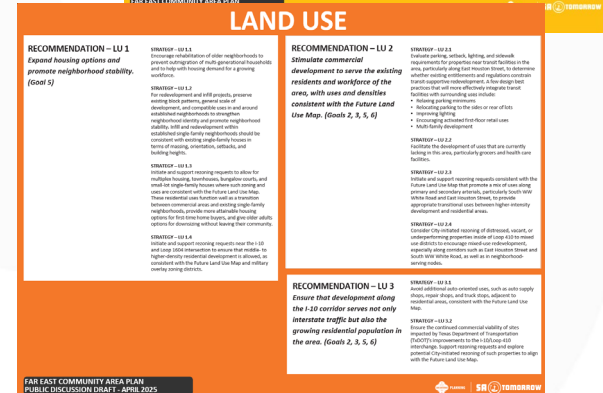 FAR EAST COMMUNITY AREA PLAN
SA TOMORROW
LAND USE
RECOMMENDATION – LU 1
Expand housing options and
promote neighborhood stability.
(Goal 5)
STRATEGY – LU 1.1
Encourage rehabilitation of older neighborhoods to
prevent outmigration of multi-generational households
and to help with housing demand for a growing
workforce.
STRATEGY – LU 1.2
For redevelopment and infill projects, preserve
existing block patterns, general scale of
development, and compatible uses in and around
established neighborhoods to strengthen
neighborhood identity and promote neighborhood
stability. Infill and redevelopment within
established single-family neighborhoods should be
consistent with existing single-family houses in
terms of massing, orientation, setbacks, and
building heights.
STRATEGY – LU 1.3
Initiate and support rezoning requests to allow for
multiplex housing, townhouses, bungalow courts, and
small-lot single-family houses where such zoning and
uses are consistent with the Future Land Use Map.
These residential uses function well as a transition
between commercial areas and existing single-family
neighborhoods, provide more attainable housing
options for first-time home buyers, and give older adults
options for downsizing without leaving their community.
STRATEGY – LU 1.4
Initiate and support rezoning requests near the I-10
and Loop 1604 intersection to ensure that middle- to
higher-density residential development is allowed, as
consistent with the Future Land Use Map and military
overlay zoning districts.
RECOMMENDATION – LU 2
Stimulate commercial
development to serve the existing
residents and workforce of the
area, with uses and densities
consistent with the Future Land
Use Map. (Goals 2, 3, 5, 6)
STRATEGY – LU 2.1
Evaluate parking, setback, lighting, and sidewalk
requirements for properties near transit facilities in the
area, particularly along East Houston Street, to determine
whether existing entitlements and regulations constrain
transit-supportive redevelopment. A few design best
practices that will more effectively integrate transit
facilities with surrounding uses include:
• Relaxing parking minimums
• Relocating parking to the sides or rear of lots
• Improving lighting
• Encouraging activated first-floor retail uses
• Multi-family development
STRATEGY – LU 2.2
Facilitate the development of uses that are currently
lacking in this area, particularly grocers and health care
facilities.
STRATEGY – LU 2.3
Initiate and support rezoning requests consistent with the
Future Land Use Map that promote a mix of uses along
primary and secondary arterials, particularly South WW
White Road and East Houston Street, to provide
appropriate transitional uses between higher intensity
development and residential areas.
STRATEGY – LU 2.4
Consider City-initiated rezoning of distressed, vacant, or
underperforming properties inside of Loop 410 to mixed
use districts to encourage mixed-use redevelopment,
especially along corridors such as East Houston Street and
South WW White Road, as well as in neighborhood-
serving nodes.
RECOMMENDATION – LU 3
Ensure that development along
the I-10 corridor serves not only
interstate traffic but also the
growing residential population in
the area. (Goals 2, 3, 5, 6)
STRATEGY – LU 3.1
Avoid additional auto-oriented uses, such as auto supply
shops, repair shops, and truck stops, adjacent to
residential areas, consistent with the Future Land Use
Map.
STRATEGY – LU 3.2
Ensure the continued commercial viability of sites
impacted by Texas Department of Transportation
(TxDOT)'s improvements to the I-10/Loop 410
interchange. Support rezoning requests and explore
potential City-initiated rezoning of such properties to align
with the Future Land Use Map.
FAR EAST COMMUNITY AREA PLAN
PUBLIC DISCUSSION DRAFT - APRIL 2025
PLANNING
SA TOMORROW